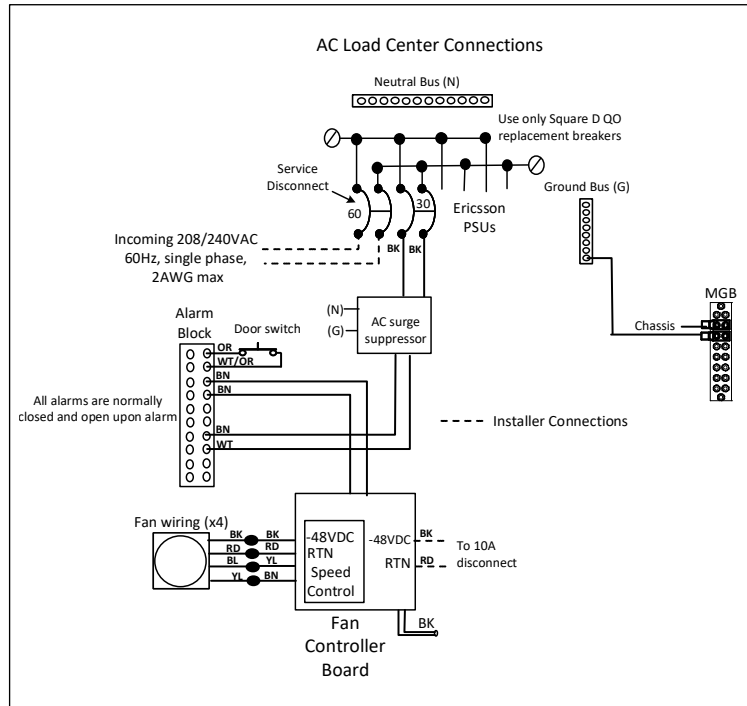 AC Load Center Connections
Neutral Bus (N)
Use only Square D QO
replacement breakers
Service
Disconnect
60
30
Ericsson
PSUs
Ground Bus (G)
Incoming 208/240VAC
60Hz, single phase,
2AWG max
BK
BK
MGB
Chassis
(N)
(G)
AC surge
suppressor
Alarm
Block
Door switch
OR
WT/OR
BN
BN
All alarms are normally
closed and open upon alarm
BN
WT
Installer Connections
Fan wiring (x4)
BK
BK
RD
RD
BL
YL
YL
BN
-48VDC
RTN
Speed
Control
-48VDC
BK
RTN
RD
To 10A
disconnect
BK
Fan
Controller
Board